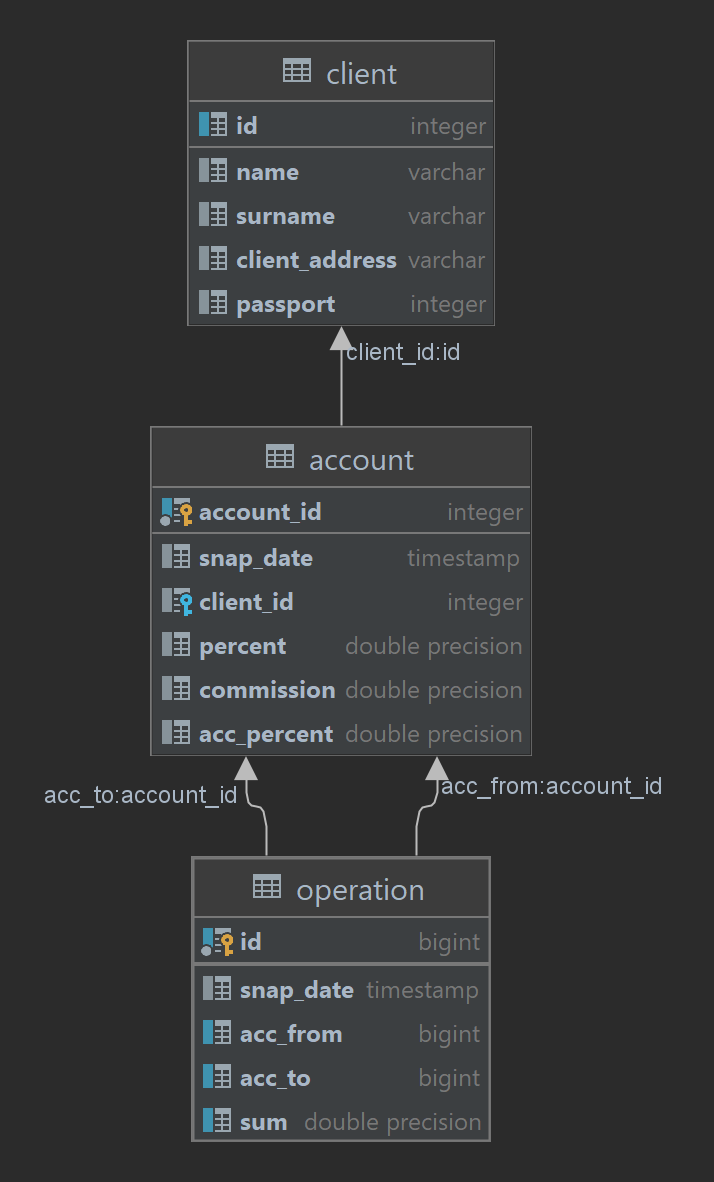 client
id integer
name varchar
surname varchar
client_address varchar
passport integer
client_id:id
account
account_id integer
snap_date timestamp
client_id integer
percent double precision
commission double precision
acc_percent double precision
acc_to:account_id
acc_from:account_id
operation
id bigint
snap_date timestamp
acc_from bigint
acc_to bigint
sum double precision